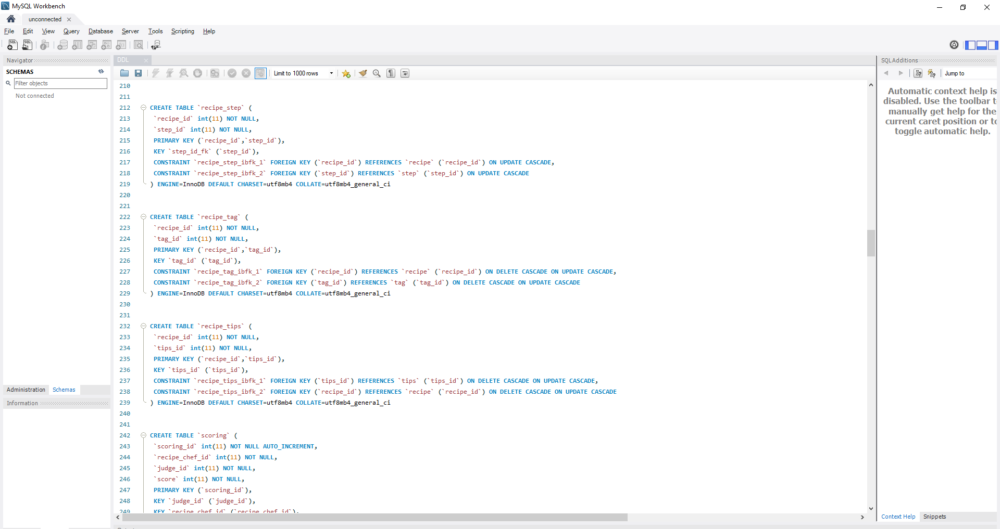 MySQL Workbench
unconnected
File Edit View Query Database Server Tools Scripting Help
Navigator
SCHEMAS
Filter objects
Not connected
Administration Schemas
Information
DDL
Limit to 1000 rows
210
211
212 CREATE TABLE `recipe_step` (
213 `recipe_id` int(11) NOT NULL,
214 `step_id` int(11) NOT NULL,
215 PRIMARY KEY (`recipe_id`,`step_id`),
216 KEY `step_id_fk` (`step_id`),
217 CONSTRAINT `recipe_step_ibfk_1` FOREIGN KEY (`recipe_id`) REFERENCES `recipe` (`recipe_id`) ON UPDATE CASCADE,
218 CONSTRAINT `recipe_step_ibfk_2` FOREIGN KEY (`step_id`) REFERENCES `step` (`step_id`) ON UPDATE CASCADE
219 ) ENGINE=InnoDB DEFAULT CHARSET=utf8mb4 COLLATE=utf8mb4_general_ci
220
221
222 CREATE TABLE `recipe_tag` (
223 `recipe_id` int(11) NOT NULL,
224 `tag_id` int(11) NOT NULL,
225 PRIMARY KEY (`recipe_id`,`tag_id`),
226 KEY `tag_id` (`tag_id`),
227 CONSTRAINT `recipe_tag_ibfk_1` FOREIGN KEY (`recipe_id`) REFERENCES `recipe` (`recipe_id`) ON DELETE CASCADE ON UPDATE CASCADE,
228 CONSTRAINT `recipe_tag_ibfk_2` FOREIGN KEY (`tag_id`) REFERENCES `tag` (`tag_id`) ON DELETE CASCADE ON UPDATE CASCADE
229 ) ENGINE=InnoDB DEFAULT CHARSET=utf8mb4 COLLATE=utf8mb4_general_ci
230
231
232 CREATE TABLE `recipe_tips` (
233 `recipe_id` int(11) NOT NULL,
234 `tips_id` int(11) NOT NULL,
235 PRIMARY KEY (`recipe_id`,`tips_id`),
236 KEY `tips_id` (`tips_id`),
237 CONSTRAINT `recipe_tips_ibfk_1` FOREIGN KEY (`tips_id`) REFERENCES `tips` (`tips_id`) ON DELETE CASCADE ON UPDATE CASCADE,
238 CONSTRAINT `recipe_tips_ibfk_2` FOREIGN KEY (`recipe_id`) REFERENCES `recipe` (`recipe_id`) ON DELETE CASCADE ON UPDATE CASCADE
239 ) ENGINE=InnoDB DEFAULT CHARSET=utf8mb4 COLLATE=utf8mb4_general_ci
240
241
242 CREATE TABLE `scoring` (
243 `scoring_id` int(11) NOT NULL AUTO_INCREMENT,
244 `recipe_chef_id` int(11) NOT NULL,
245 `judge_id` int(11) NOT NULL,
246 `score` int(11) NOT NULL,
247 PRIMARY KEY (`scoring_id`),
248 KEY `judge_id` (`judge_id`),
249 KEY `recipe_chef_id` (`recipe_chef_id`),
SQLAdditions
Jump to
Automatic context help is
disabled. Use the toolbar t
manually get help for the
current caret position or to
toggle automatic help.
Context Help Snippets